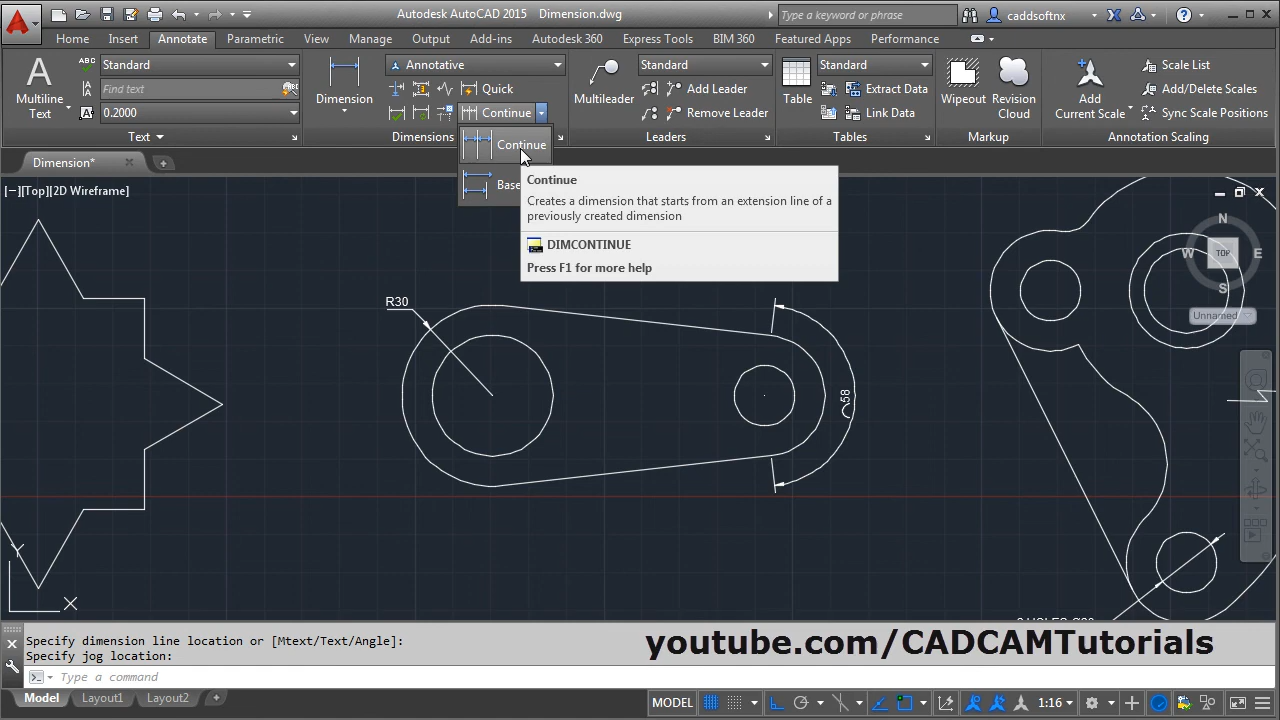 Autodesk AutoCAD 2015 Dimension.dwg
Type a keyword or phrase
caddsoftnx
Home Insert Annotate Parametric View Manage Output Add-ins Autodesk 360 Express Tools BIM 360 Featured Apps Performance
A
Multiline
Text
ABC
Standard
Find text
0.2000
Text
Dimension
Annotative
Quick
Continue
Dimensions
Multileader
Standard
Add Leader
Remove Leader
Leaders
Table
Standard
Extract Data
Link Data
Tables
Wipeout
Revision
Cloud
Markup
Add
Current Scale
Scale List
Add/Delete Scales
Sync Scale Positions
Annotation Scaling
Dimension*
Continue
Base
Continue
Creates a dimension that starts from an extension line of a
previously created dimension
DIMCONTINUE
Press F1 for more help
[−][Top][2D Wireframe]
N
W TOP E
S
Unnamed
R30
58
Y
X
Specify dimension line location or [Mtext/Text/Angle]:
Specify jog location:
Type a command
youtube.com/CADCAMTutorials
Model Layout1 Layout2
MODEL
1:16